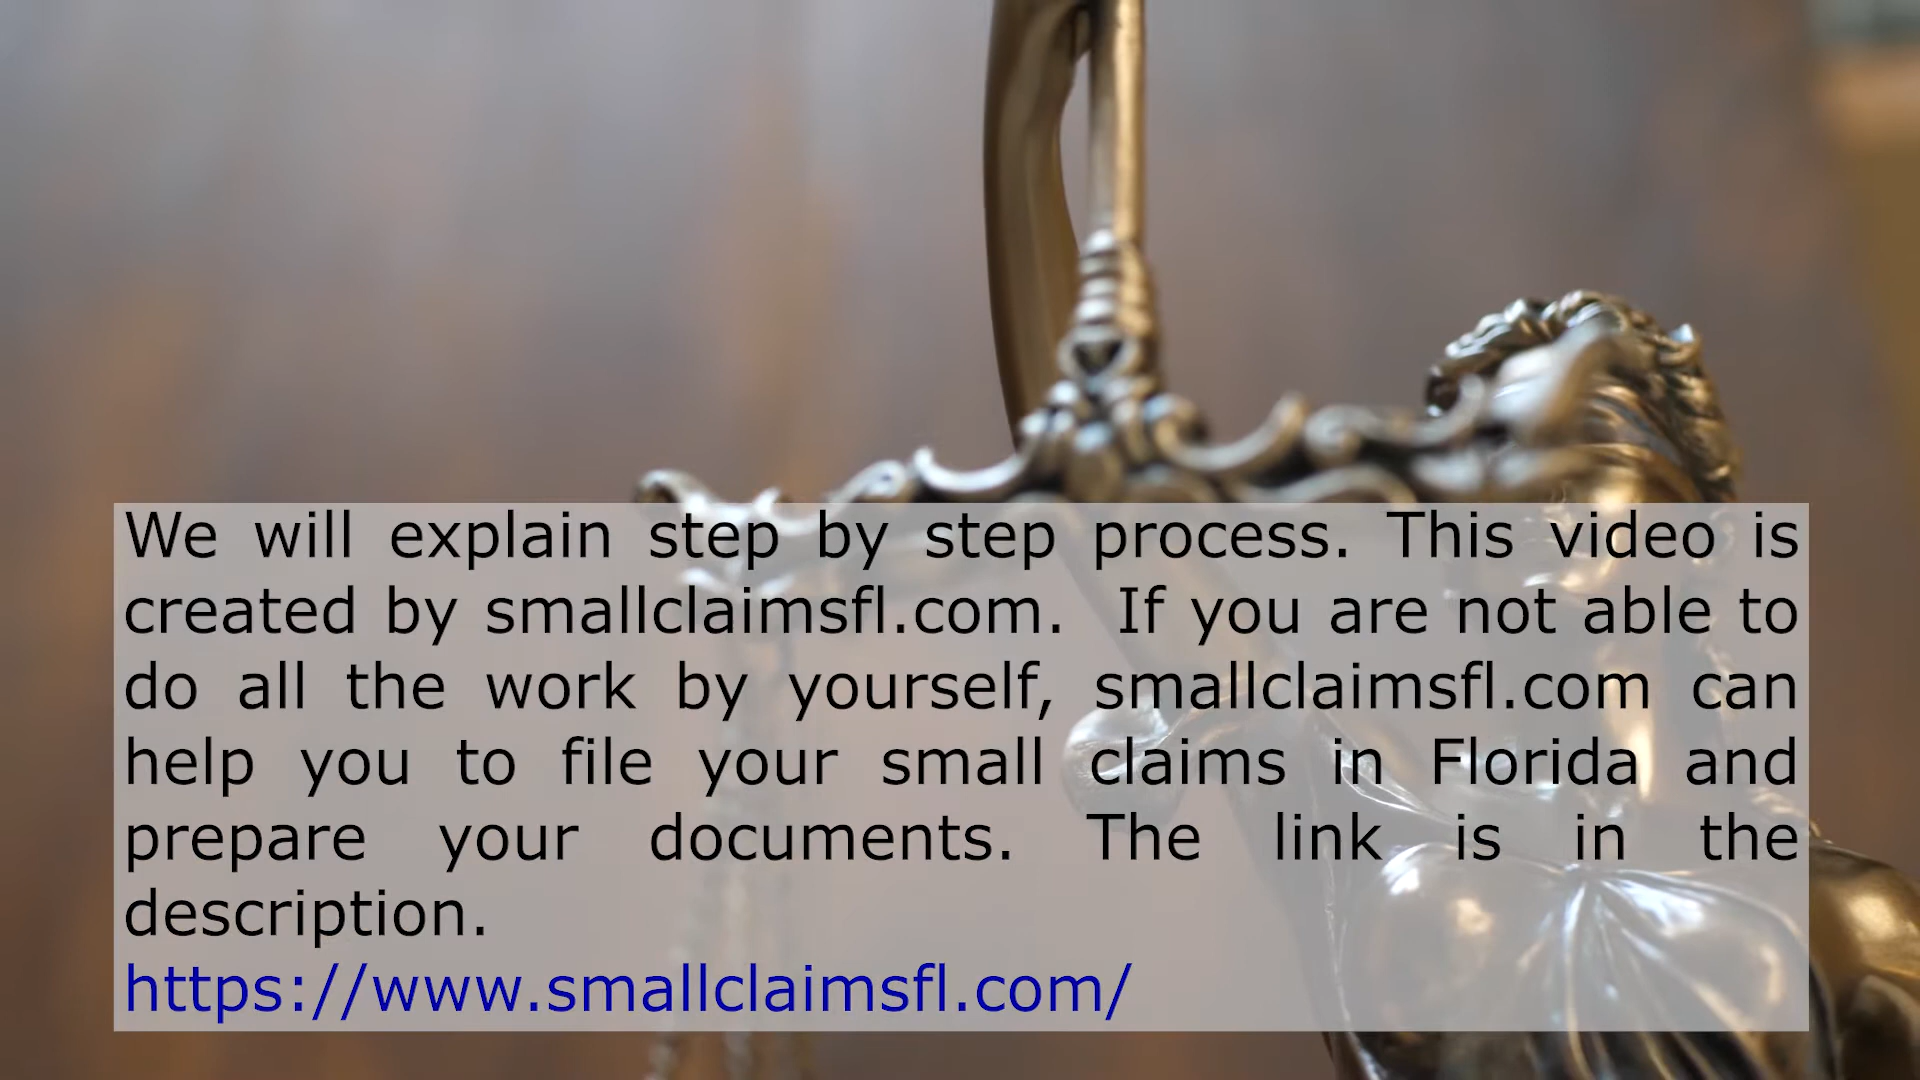 We will explain step by step process. This video is
created by smallclaimsfl.com.  If you are not able to
do all the work by yourself, smallclaimsfl.com can
help you to file your small claims in Florida and
prepare your documents. The link is in the
description.
https://www.smallclaimsfl.com/